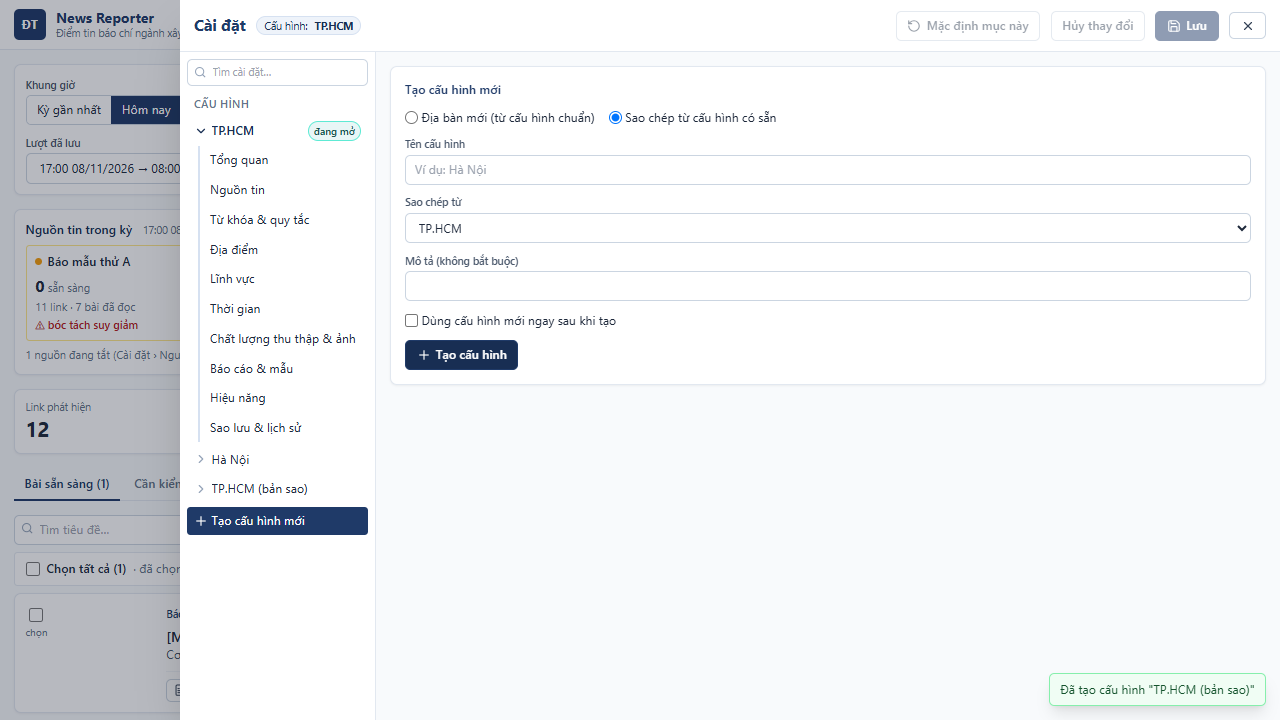 ĐT
News Reporter
Điểm tin báo chí ngành xây
Khung giờ
Kỳ gần nhất
Hôm nay
Lượt đã lưu
17:00 08/11/2026 → 08:00
Nguồn tin trong kỳ
17:00 08
Báo mẫu thử A
0 sẵn sàng
11 link · 7 bài đã đọc
bóc tách suy giảm
1 nguồn đang tắt (Cài đặt › Ngu
Link phát hiện
12
Bài sẵn sàng (1)
Cần kiểm
Tìm tiêu đề...
Chọn tất cả (1) · đã chọn
chọn
Cài đặt
Cấu hình: TP.HCM
Mặc định mục này
Hủy thay đổi
Lưu
Tìm cài đặt...
CẤU HÌNH
TP.HCM
đang mở
Tổng quan
Nguồn tin
Từ khóa & quy tắc
Địa điểm
Lĩnh vực
Thời gian
Chất lượng thu thập & ảnh
Báo cáo & mẫu
Hiệu năng
Sao lưu & lịch sử
Hà Nội
TP.HCM (bản sao)
Tạo cấu hình mới
Tạo cấu hình mới
Địa bàn mới (từ cấu hình chuẩn)
Sao chép từ cấu hình có sẵn
Tên cấu hình
Ví dụ: Hà Nội
Sao chép từ
TP.HCM
Mô tả (không bắt buộc)
Dùng cấu hình mới ngay sau khi tạo
Tạo cấu hình
Đã tạo cấu hình "TP.HCM (bản sao)"